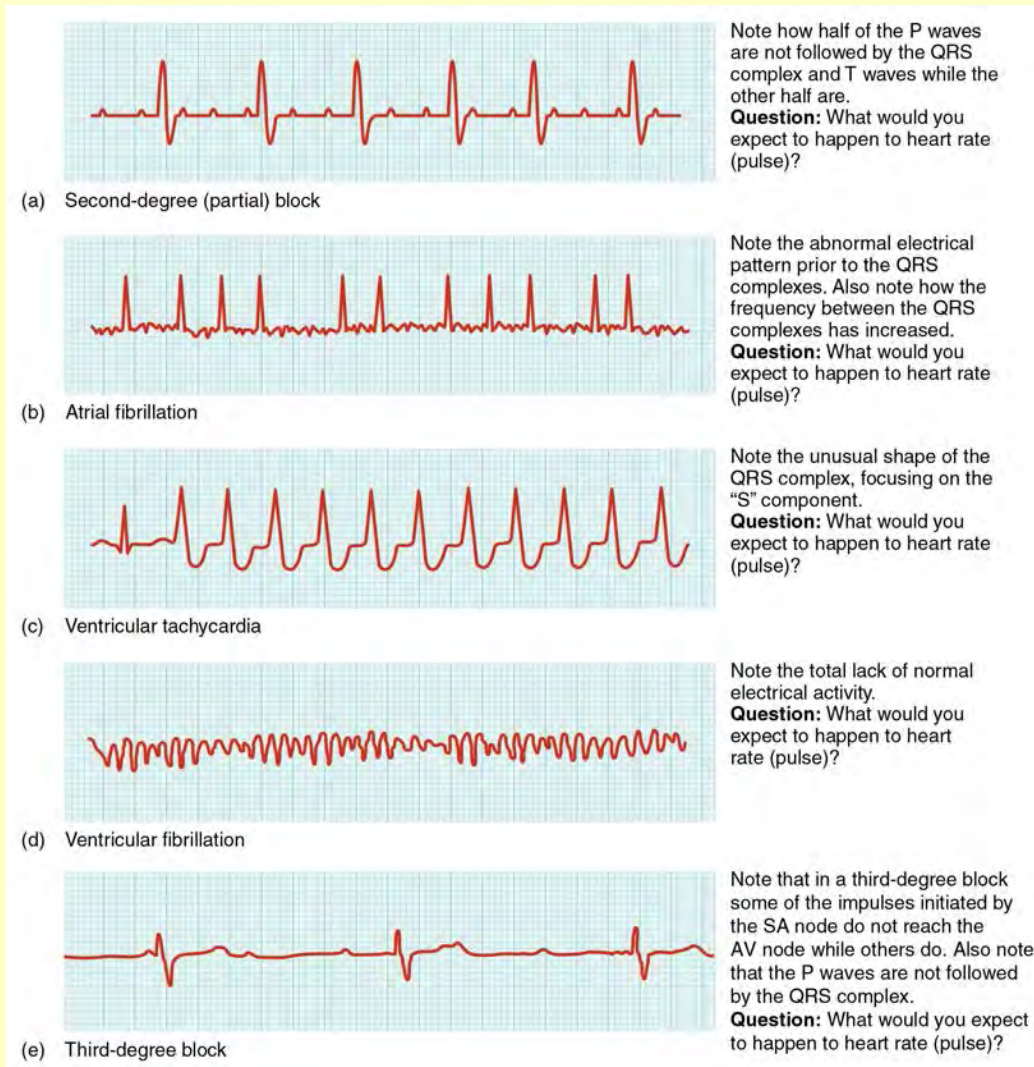 Note how half of the P waves
are not followed by the QRS
complex and T waves while the
other half are.
Question: What would you
expect to happen to heart rate
(pulse)?
(a) Second-degree (partial) block
Note the abnormal electrical
pattern prior to the QRS
complexes. Also note how the
frequency between the QRS
complexes has increased.
Question: What would you
expect to happen to heart rate
(pulse)?
(b) Atrial fibrillation
Note the unusual shape of the
QRS complex, focusing on the
“S” component.
Question: What would you
expect to happen to heart rate
(pulse)?
(c) Ventricular tachycardia
Note the total lack of normal
electrical activity.
Question: What would you
expect to happen to heart
rate (pulse)?
(d) Ventricular fibrillation
Note that in a third-degree block
some of the impulses initiated by
the SA node do not reach the
AV node while others do. Also note
that the P waves are not followed
by the QRS complex.
Question: What would you expect
to happen to heart rate (pulse)?
(e) Third-degree block